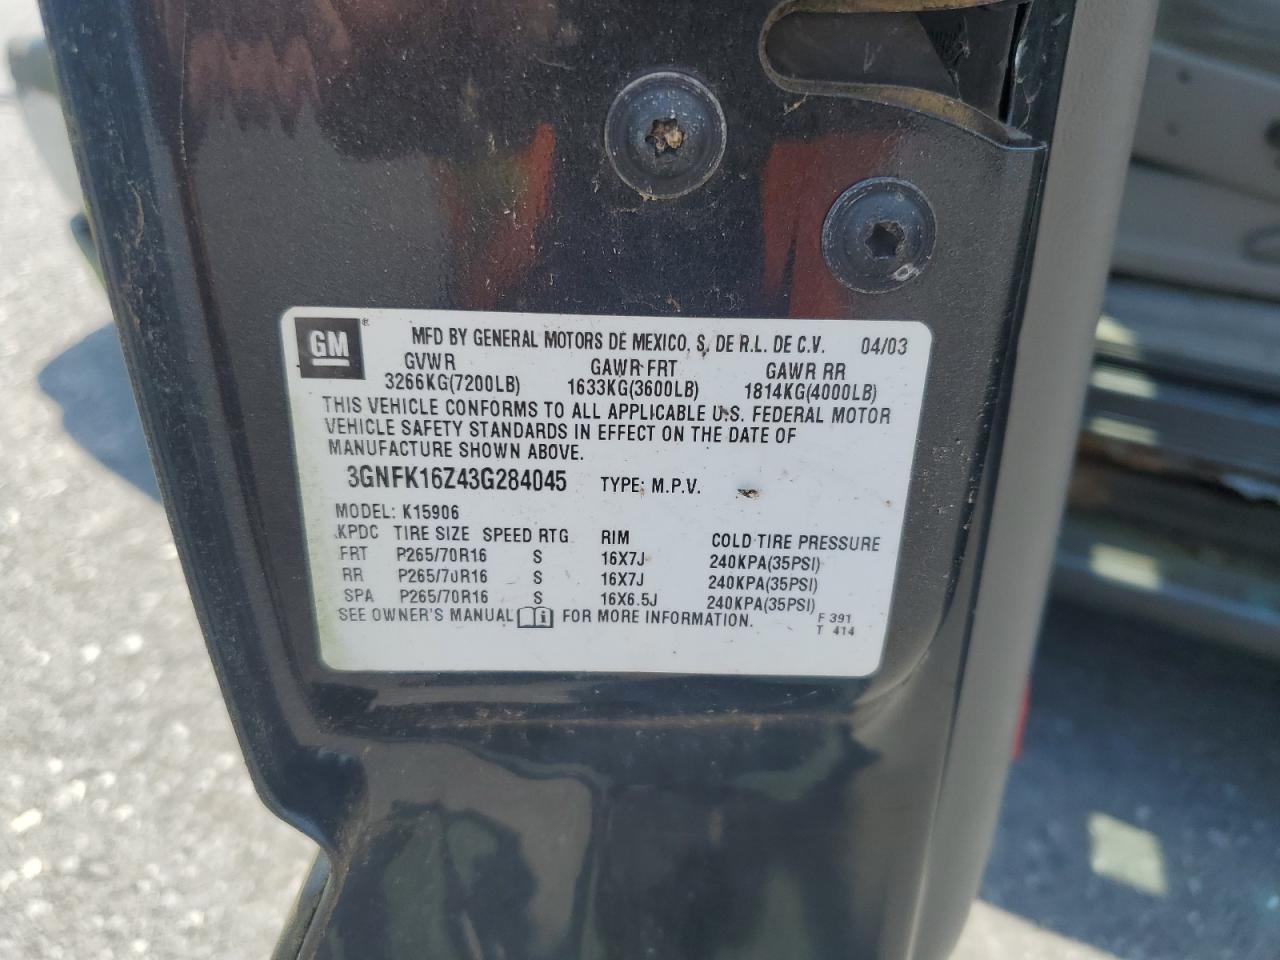 GM® MFD BY GENERAL MOTORS DE MEXICO, S. DE R.L. DE C.V. 04/03
GVWR GAWR FRT GAWR RR
3266KG(7200LB) 1633KG(3600LB) 1814KG(4000LB)
THIS VEHICLE CONFORMS TO ALL APPLICABLE U.S. FEDERAL MOTOR
VEHICLE SAFETY STANDARDS IN EFFECT ON THE DATE OF
MANUFACTURE SHOWN ABOVE.
3GNFK16Z43G284045 TYPE: M.P.V.
MODEL: K15906
KPDC TIRE SIZE SPEED RTG RIM COLD TIRE PRESSURE
FRT P265/70R16 S 16X7J 240KPA(35PSI)
RR P265/70R16 S 16X7J 240KPA(35PSI)
SPA P265/70R16 S 16X6.5J 240KPA(35PSI)
SEE OWNER'S MANUAL FOR MORE INFORMATION. F 391
T 414